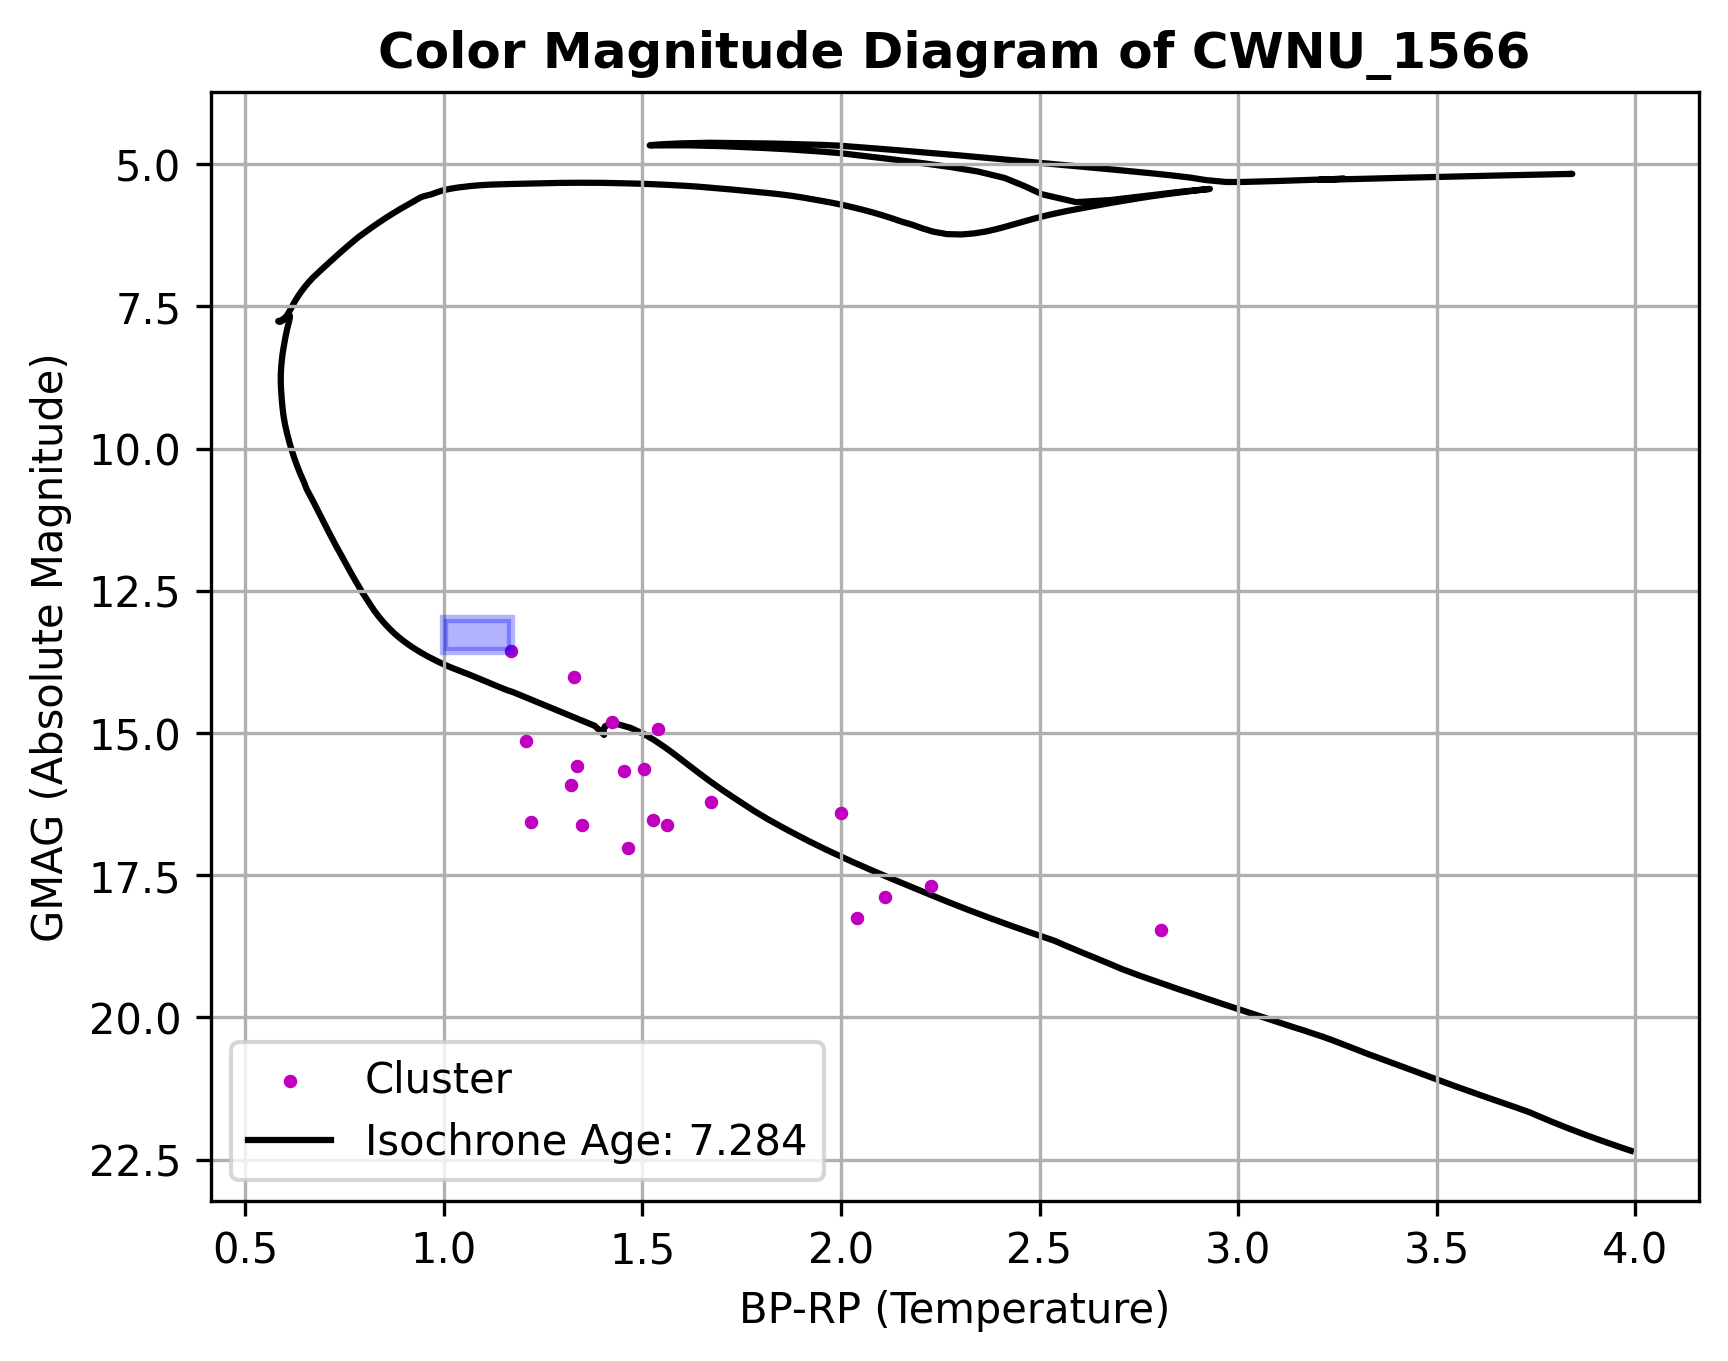 Color Magnitude Diagram of CWNU_1566
GMAG (Absolute Magnitude)
5.0
7.5
10.0
12.5
15.0
17.5
20.0
22.5
Cluster
Isochrone Age: 7.284
0.5 1.0 1.5 2.0 2.5 3.0 3.5 4.0
BP-RP (Temperature)